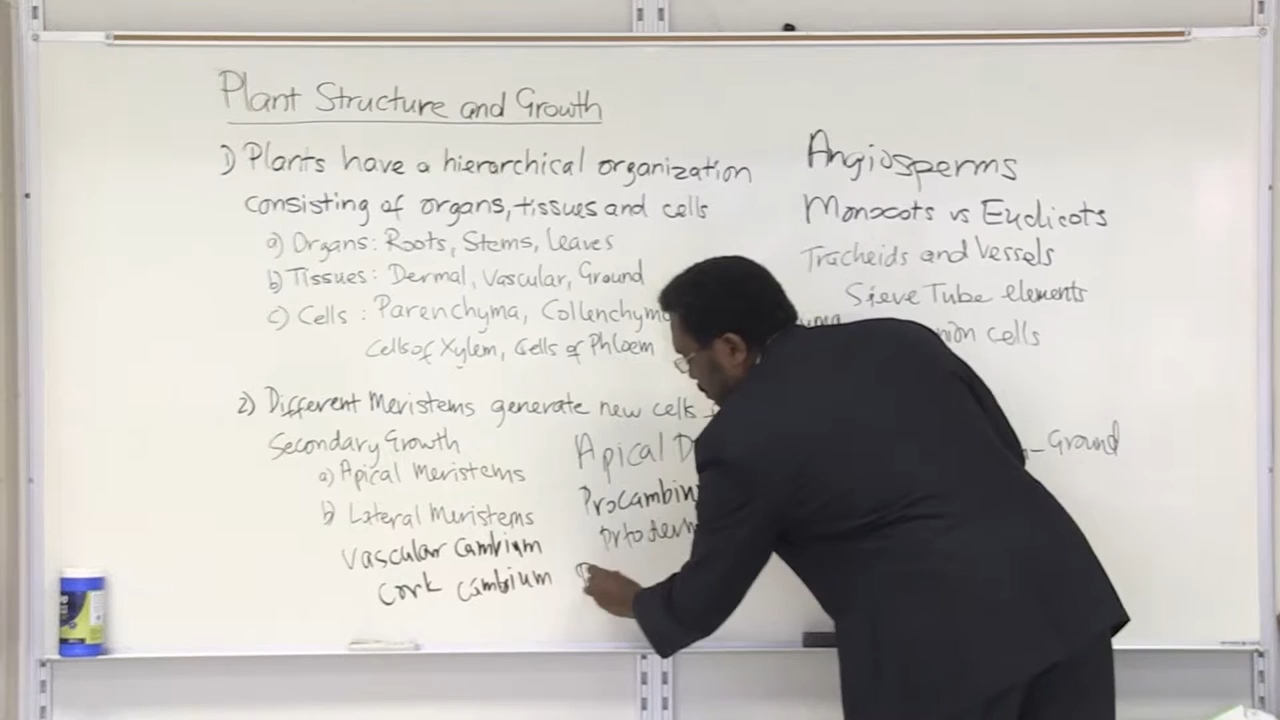 Plant Structure and Growth
1) Plants have a hierarchical organization
consisting of organs, tissues and cells
a) Organs: Roots, Stems, Leaves
b) Tissues: Dermal, Vascular, Ground
c) Cells: Parenchyma, Collenchyma
Cells of Xylem, Cells of Phloem
2) Different Meristems generate new cells
Secondary Growth
a) Apical Meristems
b) Lateral Meristems
Vascular Cambium
Cork Cambium
Angiosperms
Monocots vs Eudicots
Tracheids and Vessels
Sieve Tube elements
cells
Apical D
Ground
Procambiu